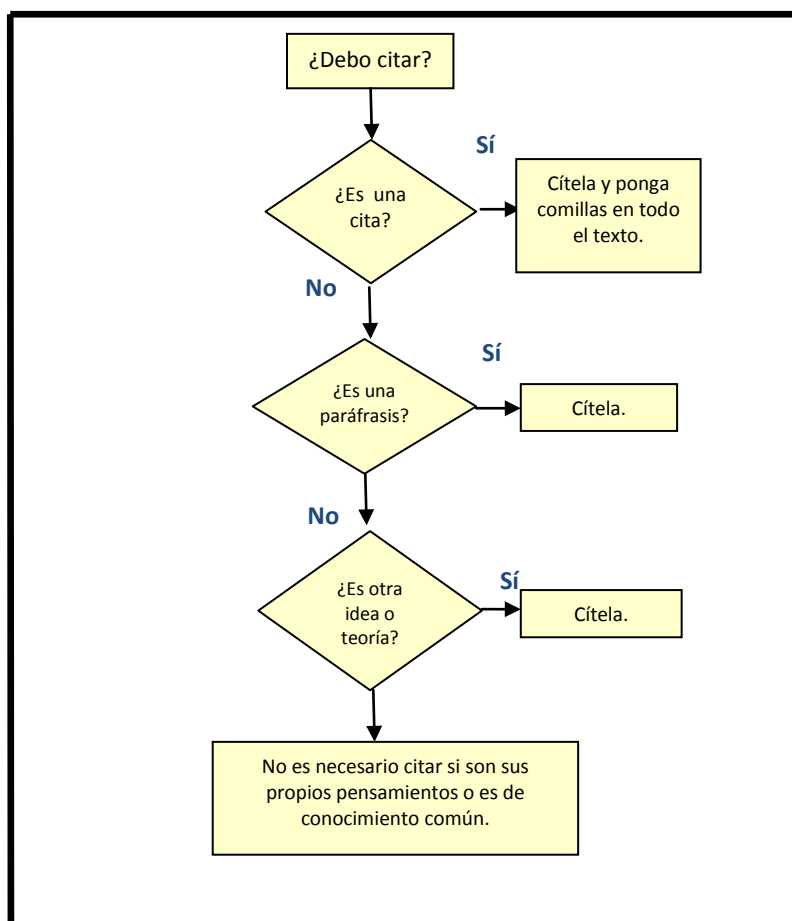 ¿Debo citar?
Sí
¿Es una
cita?
Cítela y ponga
comillas en todo
el texto.
No
Sí
¿Es una
paráfrasis?
Cítela.
No
Sí
¿Es otra
idea o
teoría?
Cítela.
No es necesario citar si son sus
propios pensamientos o es de
conocimiento común.